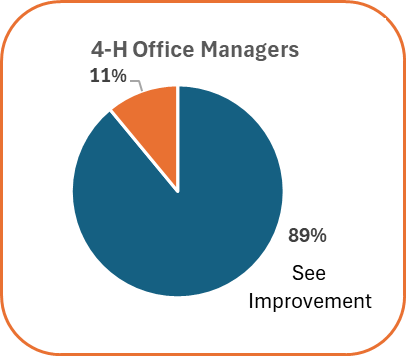 4-H Office Managers
11%
89%
See
Improvement